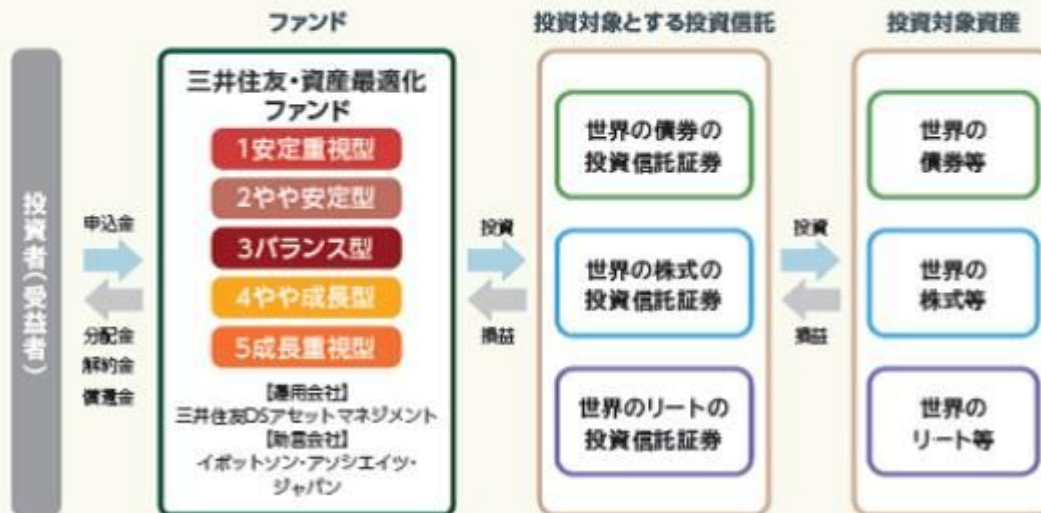 ファンド
投資対象とする投資信託
投資対象資産
投資者(受益者)
申込金
分配金
解約金
償還金
三井住友・資産最適化
ファンド
1安定重視型
2やや安定型
3バランス型
4やや成長型
5成長重視型
【運用会社】
三井住友DSアセットマネジメント
【助言会社】
イボットソン・アソシエイツ・
ジャパン
投資
損益
世界の債券の
投資信託証券
世界の株式の
投資信託証券
世界のリートの
投資信託証券
投資
損益
世界の
債券等
世界の
株式等
世界の
リート等